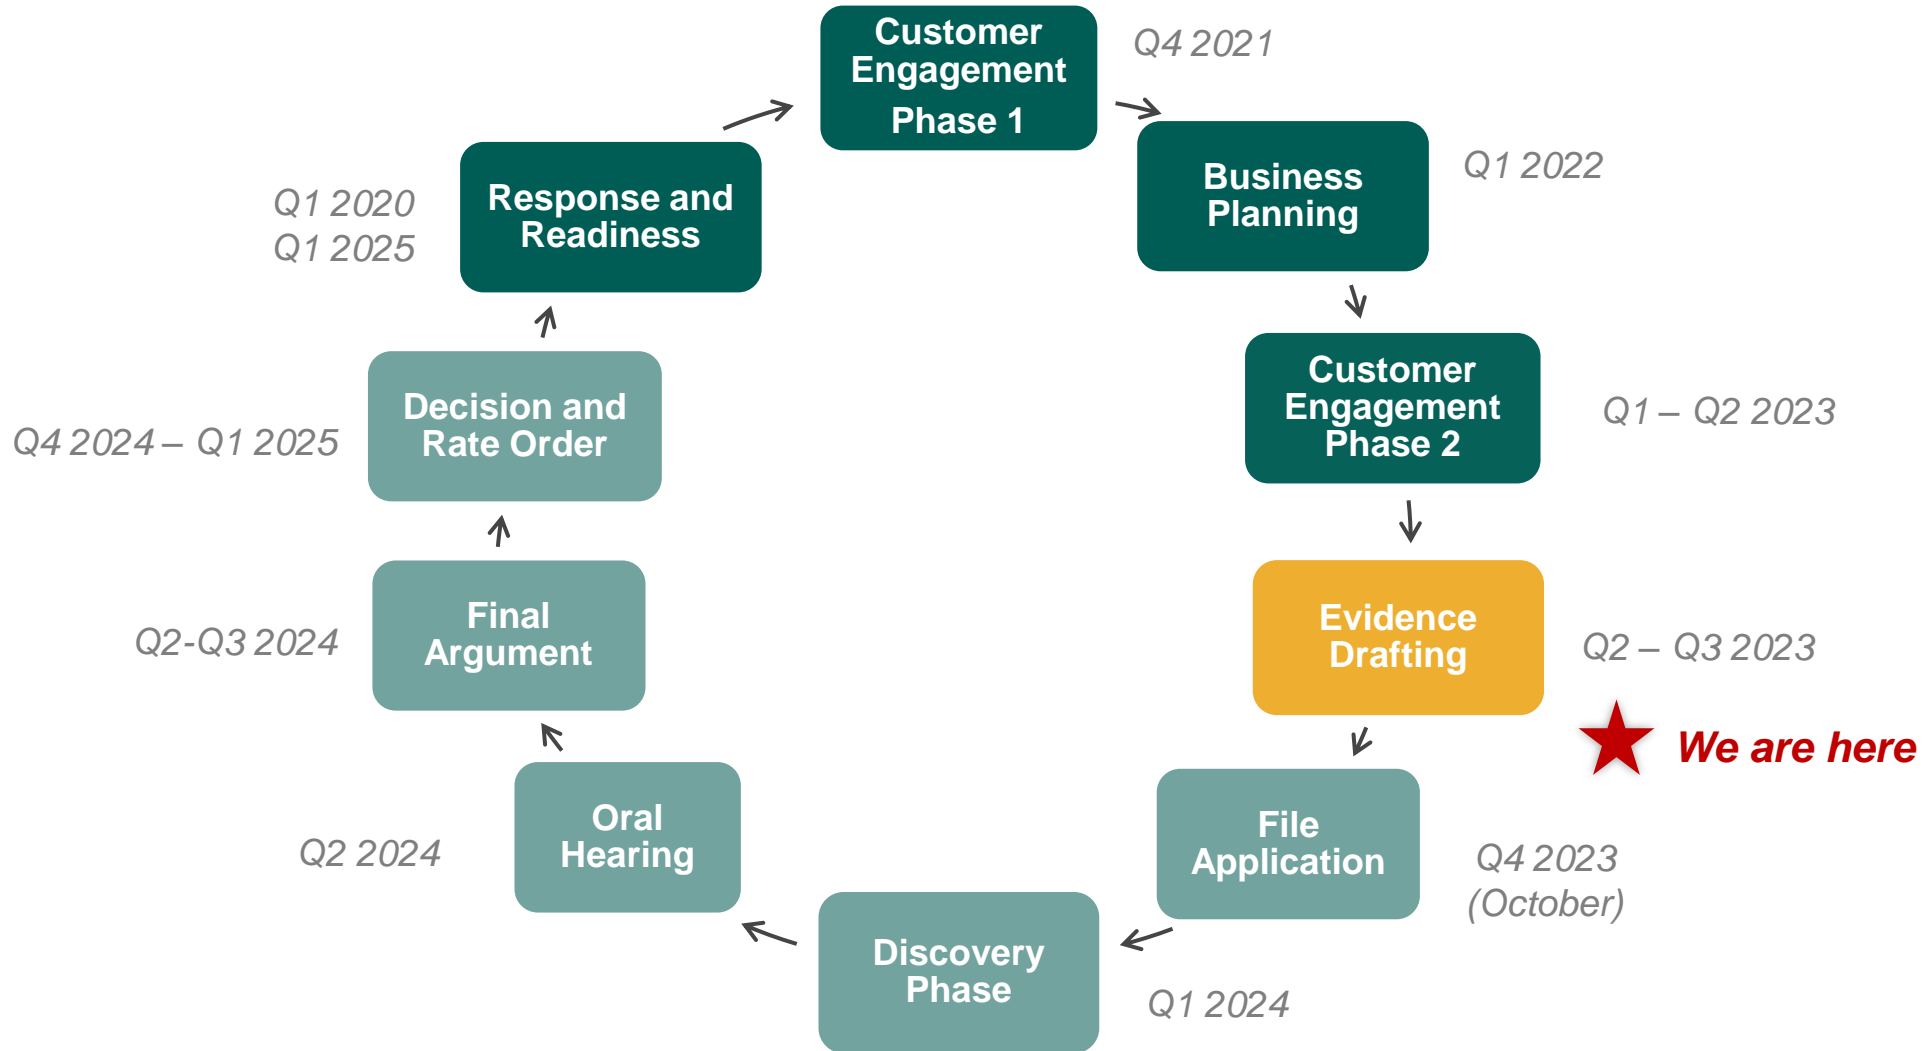 Customer
Engagement
Phase 1
Q4 2021
Business
Planning
Q1 2022
Customer
Engagement
Phase 2
Q1 – Q2 2023
Evidence
Drafting
Q2 – Q3 2023
We are here
File
Application
Q4 2023
(October)
Discovery
Phase
Q1 2024
Oral
Hearing
Q2 2024
Final
Argument
Q2-Q3 2024
Decision and
Rate Order
Q4 2024 – Q1 2025
Response and
Readiness
Q1 2020
Q1 2025